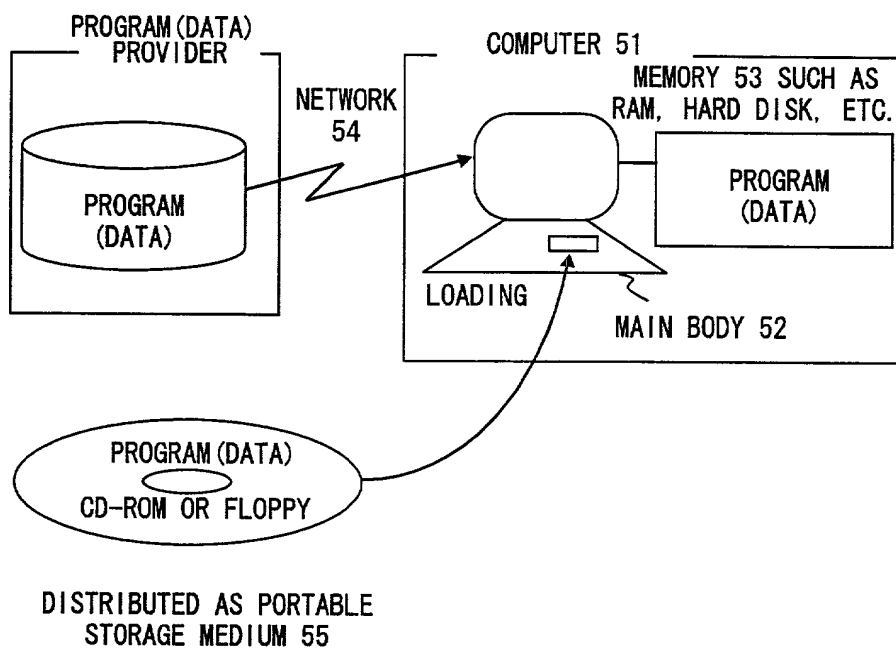 PROGRAM(DATA)
PROVIDER
PROGRAM
(DATA)
NETWORK
54
COMPUTER 51
MEMORY 53 SUCH AS
RAM, HARD DISK, ETC.
PROGRAM
(DATA)
LOADING
MAIN BODY 52
PROGRAM(DATA)
CD-ROM OR FLOPPY
DISTRIBUTED AS PORTABLE
STORAGE MEDIUM 55